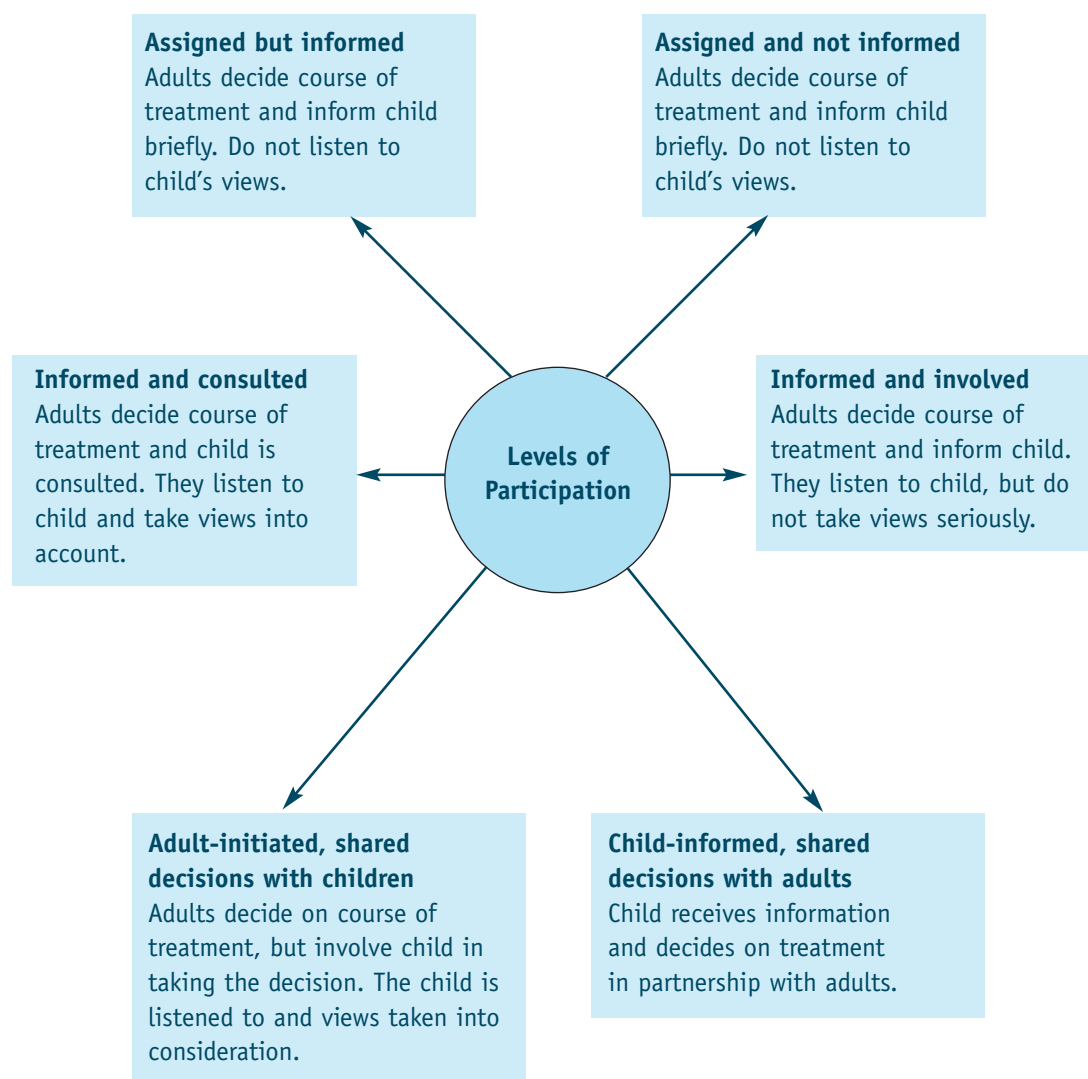 Assigned but informed
Adults decide course of
treatment and inform child
briefly. Do not listen to
child's views.
Assigned and not informed
Adults decide course of
treatment and inform child
briefly. Do not listen to
child's views.
Informed and consulted
Adults decide course of
treatment and child is
consulted. They listen to
child and take views into
account.
Levels of
Participation
Informed and involved
Adults decide course of
treatment and inform child.
They listen to child, but do
not take views seriously.
Adult-initiated, shared
decisions with children
Adults decide on course of
treatment, but involve child in
taking the decision. The child is
listened to and views taken into
consideration.
Child-informed, shared
decisions with adults
Child receives information
and decides on treatment
in partnership with adults.